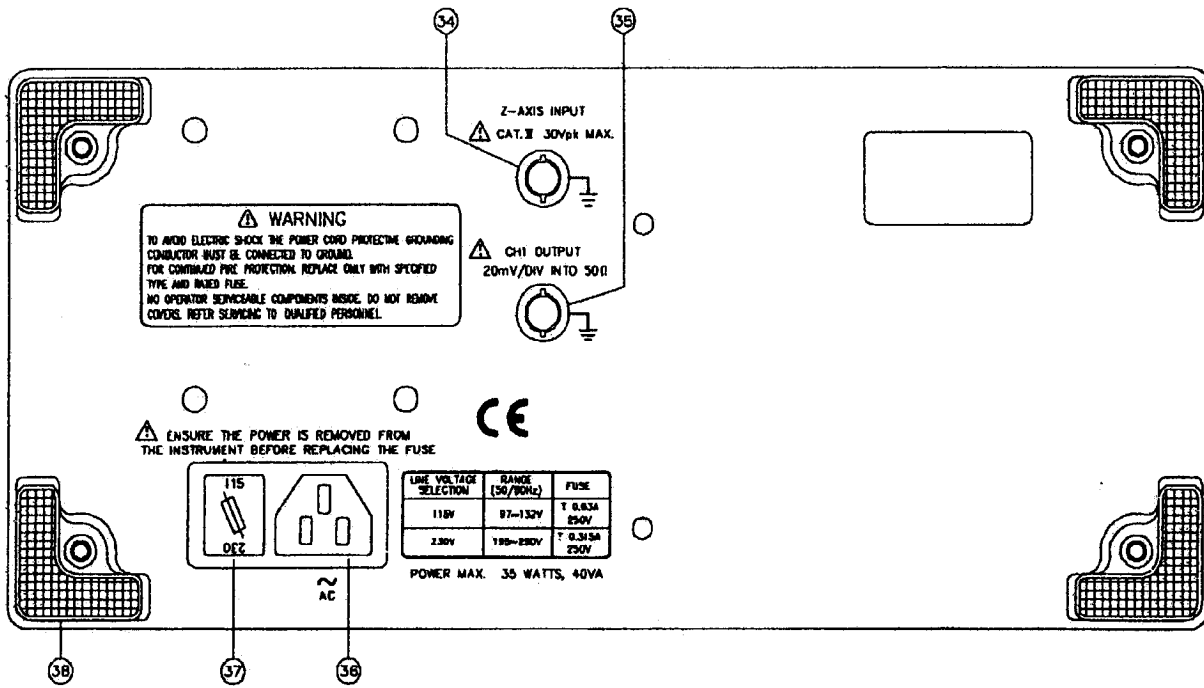 34
35
Z-AXIS INPUT
CAT.II 30Vpk MAX.
WARNING
TO AVOID ELECTRIC SHOCK THE POWER CORD PROTECTIVE GROUNDING
CONDUCTOR MUST BE CONNECTED TO GROUND.
FOR CONTINUED FIRE PROTECTION. REPLACE ONLY WITH SPECIFIED
TYPE AND RATED FUSE.
NO OPERATOR SERVICEABLE COMPONENTS INSIDE. DO NOT REMOVE
COVERS. REFER SERVICING TO QUALIFIED PERSONNEL.
CH1 OUTPUT
20mV/DIV INTO 50Ω
CE
ENSURE THE POWER IS REMOVED FROM
THE INSTRUMENT BEFORE REPLACING THE FUSE
115
230
AC
LINE VOLTAGE SELECTION RANGE (50/60Hz) FUSE
115V 97~132V T 0.63A 250V
230V 195~250V T 0.315A 250V
POWER MAX. 35 WATTS, 40VA
38
37
36